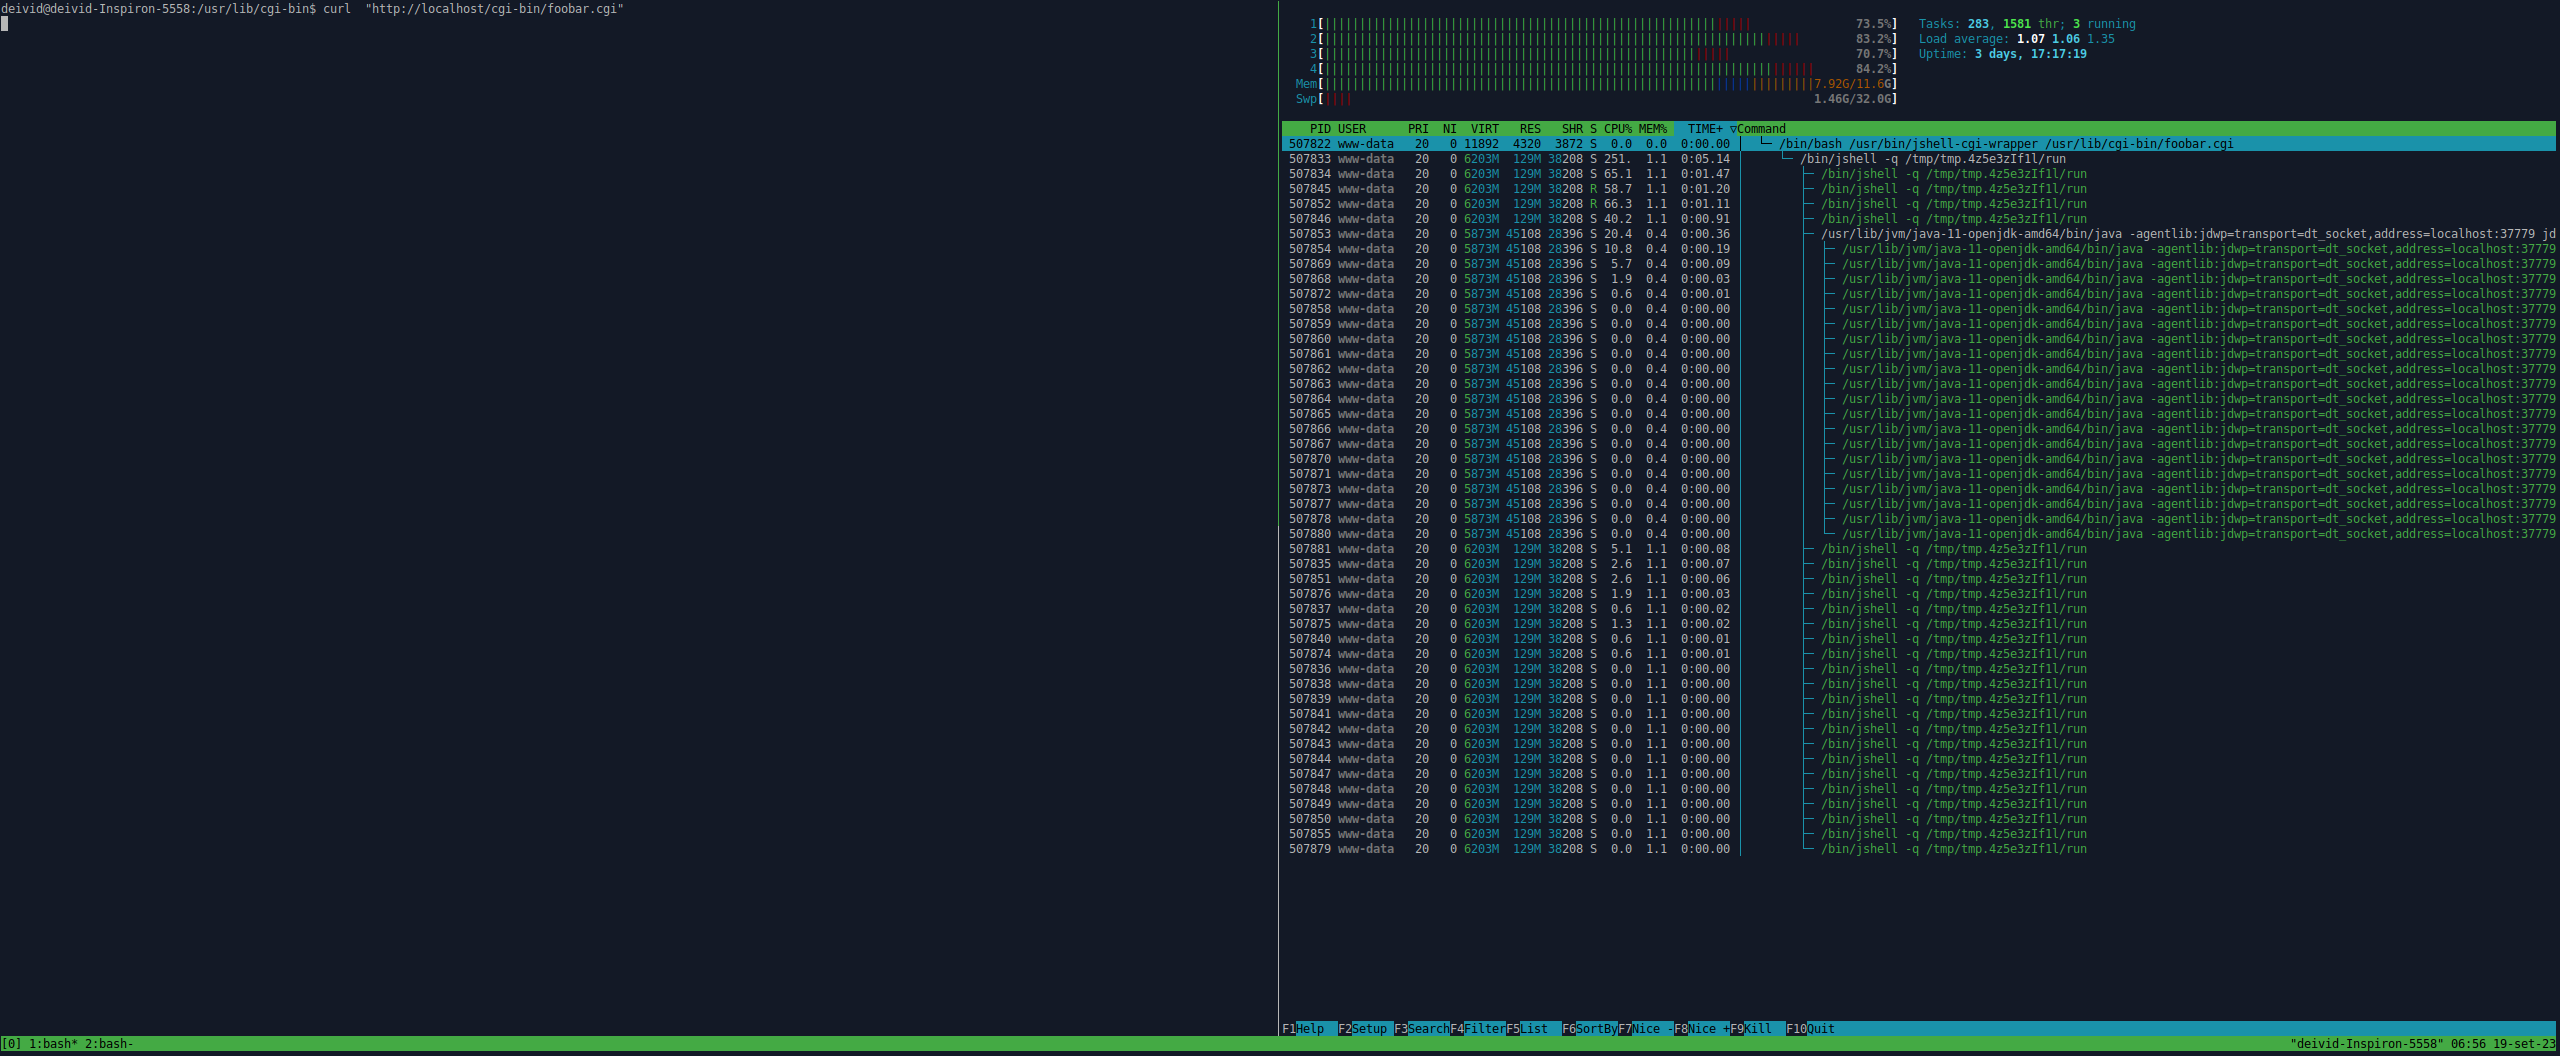 deivid@deivid-Inspiron-5558:/usr/lib/cgi-bin$ curl  "http://localhost/cgi-bin/foobar.cgi"
1[ 73.5%] Tasks: 283, 1581 thr; 3 running
2[ 83.2%] Load average: 1.07 1.06 1.35
3[ 70.7%] Uptime: 3 days, 17:17:19
4[ 84.2%]
Mem[ 7.92G/11.6G]
Swp[ 1.46G/32.0G]
PID USER PRI NI VIRT RES SHR S CPU% MEM% TIME+ ▽Command
507822 www-data 20 0 11892 4320 3872 S 0.0 0.0 0:00.00 /bin/bash /usr/bin/jshell-cgi-wrapper /usr/lib/cgi-bin/foobar.cgi
507833 www-data 20 0 6203M 129M 38208 S 251. 1.1 0:05.14 /bin/jshell -q /tmp/tmp.4z5e3zIf1l/run
507834 www-data 20 0 6203M 129M 38208 S 65.1 1.1 0:01.47 /bin/jshell -q /tmp/tmp.4z5e3zIf1l/run
507845 www-data 20 0 6203M 129M 38208 R 58.7 1.1 0:01.20 /bin/jshell -q /tmp/tmp.4z5e3zIf1l/run
507852 www-data 20 0 6203M 129M 38208 R 66.3 1.1 0:01.11 /bin/jshell -q /tmp/tmp.4z5e3zIf1l/run
507846 www-data 20 0 6203M 129M 38208 S 40.2 1.1 0:00.91 /bin/jshell -q /tmp/tmp.4z5e3zIf1l/run
507853 www-data 20 0 5873M 45108 28396 S 20.4 0.4 0:00.36 /usr/lib/jvm/java-11-openjdk-amd64/bin/java -agentlib:jdwp=transport=dt_socket,address=localhost:37779 jd
507854 www-data 20 0 5873M 45108 28396 S 10.8 0.4 0:00.19 /usr/lib/jvm/java-11-openjdk-amd64/bin/java -agentlib:jdwp=transport=dt_socket,address=localhost:37779
507869 www-data 20 0 5873M 45108 28396 S 5.7 0.4 0:00.09 /usr/lib/jvm/java-11-openjdk-amd64/bin/java -agentlib:jdwp=transport=dt_socket,address=localhost:37779
507868 www-data 20 0 5873M 45108 28396 S 1.9 0.4 0:00.03 /usr/lib/jvm/java-11-openjdk-amd64/bin/java -agentlib:jdwp=transport=dt_socket,address=localhost:37779
507872 www-data 20 0 5873M 45108 28396 S 0.6 0.4 0:00.01 /usr/lib/jvm/java-11-openjdk-amd64/bin/java -agentlib:jdwp=transport=dt_socket,address=localhost:37779
507858 www-data 20 0 5873M 45108 28396 S 0.0 0.4 0:00.00 /usr/lib/jvm/java-11-openjdk-amd64/bin/java -agentlib:jdwp=transport=dt_socket,address=localhost:37779
507859 www-data 20 0 5873M 45108 28396 S 0.0 0.4 0:00.00 /usr/lib/jvm/java-11-openjdk-amd64/bin/java -agentlib:jdwp=transport=dt_socket,address=localhost:37779
507860 www-data 20 0 5873M 45108 28396 S 0.0 0.4 0:00.00 /usr/lib/jvm/java-11-openjdk-amd64/bin/java -agentlib:jdwp=transport=dt_socket,address=localhost:37779
507861 www-data 20 0 5873M 45108 28396 S 0.0 0.4 0:00.00 /usr/lib/jvm/java-11-openjdk-amd64/bin/java -agentlib:jdwp=transport=dt_socket,address=localhost:37779
507862 www-data 20 0 5873M 45108 28396 S 0.0 0.4 0:00.00 /usr/lib/jvm/java-11-openjdk-amd64/bin/java -agentlib:jdwp=transport=dt_socket,address=localhost:37779
507863 www-data 20 0 5873M 45108 28396 S 0.0 0.4 0:00.00 /usr/lib/jvm/java-11-openjdk-amd64/bin/java -agentlib:jdwp=transport=dt_socket,address=localhost:37779
507864 www-data 20 0 5873M 45108 28396 S 0.0 0.4 0:00.00 /usr/lib/jvm/java-11-openjdk-amd64/bin/java -agentlib:jdwp=transport=dt_socket,address=localhost:37779
507865 www-data 20 0 5873M 45108 28396 S 0.0 0.4 0:00.00 /usr/lib/jvm/java-11-openjdk-amd64/bin/java -agentlib:jdwp=transport=dt_socket,address=localhost:37779
507866 www-data 20 0 5873M 45108 28396 S 0.0 0.4 0:00.00 /usr/lib/jvm/java-11-openjdk-amd64/bin/java -agentlib:jdwp=transport=dt_socket,address=localhost:37779
507867 www-data 20 0 5873M 45108 28396 S 0.0 0.4 0:00.00 /usr/lib/jvm/java-11-openjdk-amd64/bin/java -agentlib:jdwp=transport=dt_socket,address=localhost:37779
507870 www-data 20 0 5873M 45108 28396 S 0.0 0.4 0:00.00 /usr/lib/jvm/java-11-openjdk-amd64/bin/java -agentlib:jdwp=transport=dt_socket,address=localhost:37779
507871 www-data 20 0 5873M 45108 28396 S 0.0 0.4 0:00.00 /usr/lib/jvm/java-11-openjdk-amd64/bin/java -agentlib:jdwp=transport=dt_socket,address=localhost:37779
507873 www-data 20 0 5873M 45108 28396 S 0.0 0.4 0:00.00 /usr/lib/jvm/java-11-openjdk-amd64/bin/java -agentlib:jdwp=transport=dt_socket,address=localhost:37779
507877 www-data 20 0 5873M 45108 28396 S 0.0 0.4 0:00.00 /usr/lib/jvm/java-11-openjdk-amd64/bin/java -agentlib:jdwp=transport=dt_socket,address=localhost:37779
507878 www-data 20 0 5873M 45108 28396 S 0.0 0.4 0:00.00 /usr/lib/jvm/java-11-openjdk-amd64/bin/java -agentlib:jdwp=transport=dt_socket,address=localhost:37779
507880 www-data 20 0 5873M 45108 28396 S 0.0 0.4 0:00.00 /usr/lib/jvm/java-11-openjdk-amd64/bin/java -agentlib:jdwp=transport=dt_socket,address=localhost:37779
507881 www-data 20 0 6203M 129M 38208 S 5.1 1.1 0:00.08 /bin/jshell -q /tmp/tmp.4z5e3zIf1l/run
507835 www-data 20 0 6203M 129M 38208 S 2.6 1.1 0:00.07 /bin/jshell -q /tmp/tmp.4z5e3zIf1l/run
507851 www-data 20 0 6203M 129M 38208 S 2.6 1.1 0:00.06 /bin/jshell -q /tmp/tmp.4z5e3zIf1l/run
507876 www-data 20 0 6203M 129M 38208 S 1.9 1.1 0:00.03 /bin/jshell -q /tmp/tmp.4z5e3zIf1l/run
507837 www-data 20 0 6203M 129M 38208 S 0.6 1.1 0:00.02 /bin/jshell -q /tmp/tmp.4z5e3zIf1l/run
507875 www-data 20 0 6203M 129M 38208 S 1.3 1.1 0:00.02 /bin/jshell -q /tmp/tmp.4z5e3zIf1l/run
507840 www-data 20 0 6203M 129M 38208 S 0.6 1.1 0:00.01 /bin/jshell -q /tmp/tmp.4z5e3zIf1l/run
507874 www-data 20 0 6203M 129M 38208 S 0.6 1.1 0:00.01 /bin/jshell -q /tmp/tmp.4z5e3zIf1l/run
507836 www-data 20 0 6203M 129M 38208 S 0.0 1.1 0:00.00 /bin/jshell -q /tmp/tmp.4z5e3zIf1l/run
507838 www-data 20 0 6203M 129M 38208 S 0.0 1.1 0:00.00 /bin/jshell -q /tmp/tmp.4z5e3zIf1l/run
507839 www-data 20 0 6203M 129M 38208 S 0.0 1.1 0:00.00 /bin/jshell -q /tmp/tmp.4z5e3zIf1l/run
507841 www-data 20 0 6203M 129M 38208 S 0.0 1.1 0:00.00 /bin/jshell -q /tmp/tmp.4z5e3zIf1l/run
507842 www-data 20 0 6203M 129M 38208 S 0.0 1.1 0:00.00 /bin/jshell -q /tmp/tmp.4z5e3zIf1l/run
507843 www-data 20 0 6203M 129M 38208 S 0.0 1.1 0:00.00 /bin/jshell -q /tmp/tmp.4z5e3zIf1l/run
507844 www-data 20 0 6203M 129M 38208 S 0.0 1.1 0:00.00 /bin/jshell -q /tmp/tmp.4z5e3zIf1l/run
507847 www-data 20 0 6203M 129M 38208 S 0.0 1.1 0:00.00 /bin/jshell -q /tmp/tmp.4z5e3zIf1l/run
507848 www-data 20 0 6203M 129M 38208 S 0.0 1.1 0:00.00 /bin/jshell -q /tmp/tmp.4z5e3zIf1l/run
507849 www-data 20 0 6203M 129M 38208 S 0.0 1.1 0:00.00 /bin/jshell -q /tmp/tmp.4z5e3zIf1l/run
507850 www-data 20 0 6203M 129M 38208 S 0.0 1.1 0:00.00 /bin/jshell -q /tmp/tmp.4z5e3zIf1l/run
507855 www-data 20 0 6203M 129M 38208 S 0.0 1.1 0:00.00 /bin/jshell -q /tmp/tmp.4z5e3zIf1l/run
507879 www-data 20 0 6203M 129M 38208 S 0.0 1.1 0:00.00 /bin/jshell -q /tmp/tmp.4z5e3zIf1l/run
F1Help F2Setup F3SearchF4FilterF5List F6SortByF7Nice -F8Nice +F9Kill F10Quit
[0] 1:bash* 2:bash- "deivid-Inspiron-5558" 06:56 19-set-23